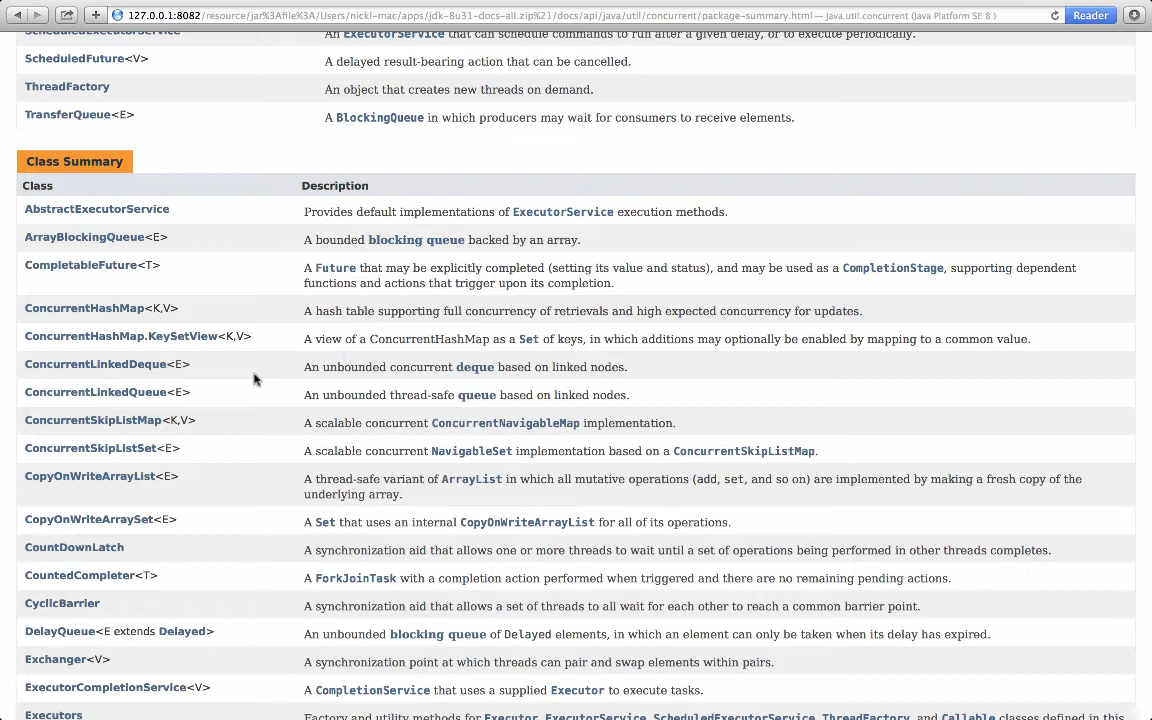 127.0.0.1:8082/resource/jar%3Afile%3A/Users/nickl-mac/apps/jdk-8u31-docs-all.zip%21/docs/api/java/util/concurrent/package-summary.html — java.util.concurrent (Java Platform SE 8 )
Reader
ScheduledExecutorService
An ExecutorService that can schedule commands to run after a given delay, or to execute periodically.
ScheduledFuture<V>
A delayed result-bearing action that can be cancelled.
ThreadFactory
An object that creates new threads on demand.
TransferQueue<E>
A BlockingQueue in which producers may wait for consumers to receive elements.
Class Summary
Class
Description
AbstractExecutorService
Provides default implementations of ExecutorService execution methods.
ArrayBlockingQueue<E>
A bounded blocking queue backed by an array.
CompletableFuture<T>
A Future that may be explicitly completed (setting its value and status), and may be used as a CompletionStage, supporting dependent
functions and actions that trigger upon its completion.
ConcurrentHashMap<K,V>
A hash table supporting full concurrency of retrievals and high expected concurrency for updates.
ConcurrentHashMap.KeySetView<K,V>
A view of a ConcurrentHashMap as a Set of keys, in which additions may optionally be enabled by mapping to a common value.
ConcurrentLinkedDeque<E>
An unbounded concurrent deque based on linked nodes.
ConcurrentLinkedQueue<E>
An unbounded thread-safe queue based on linked nodes.
ConcurrentSkipListMap<K,V>
A scalable concurrent ConcurrentNavigableMap implementation.
ConcurrentSkipListSet<E>
A scalable concurrent NavigableSet implementation based on a ConcurrentSkipListMap.
CopyOnWriteArrayList<E>
A thread-safe variant of ArrayList in which all mutative operations (add, set, and so on) are implemented by making a fresh copy of the
underlying array.
CopyOnWriteArraySet<E>
A Set that uses an internal CopyOnWriteArrayList for all of its operations.
CountDownLatch
A synchronization aid that allows one or more threads to wait until a set of operations being performed in other threads completes.
CountedCompleter<T>
A ForkJoinTask with a completion action performed when triggered and there are no remaining pending actions.
CyclicBarrier
A synchronization aid that allows a set of threads to all wait for each other to reach a common barrier point.
DelayQueue<E extends Delayed>
An unbounded blocking queue of Delayed elements, in which an element can only be taken when its delay has expired.
Exchanger<V>
A synchronization point at which threads can pair and swap elements within pairs.
ExecutorCompletionService<V>
A CompletionService that uses a supplied Executor to execute tasks.
Executors
Factory and utility methods for Executor, ExecutorService, ScheduledExecutorService, ThreadFactory, and Callable classes defined in this